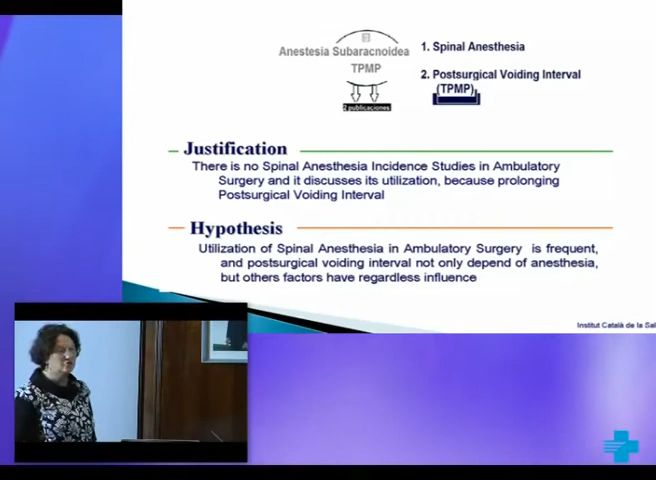 Anestesia Subaracnoidea
TPMP
2 publicaciones
1. Spinal Anesthesia
2. Postsurgical Voiding Interval
(TPMP)
Justification
There is no Spinal Anesthesia Incidence Studies in Ambulatory
Surgery and it discusses its utilization, because prolonging
Postsurgical Voiding Interval
Hypothesis
Utilization of Spinal Anesthesia in Ambulatory Surgery is frequent,
and postsurgical voiding interval not only depend of anesthesia,
but others factors have regardless influence
Institut Català de la Sal